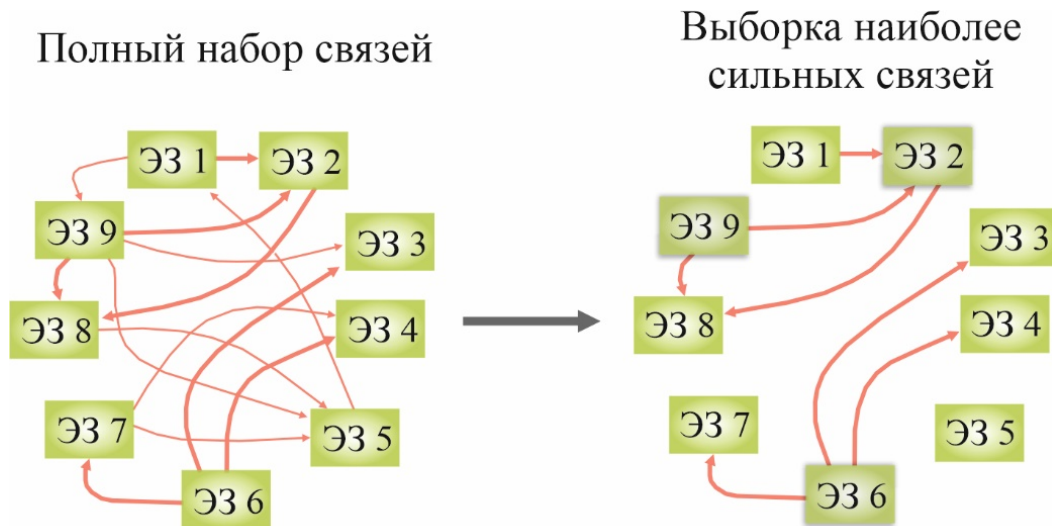 Полный набор связей
ЭЗ 1
ЭЗ 2
ЭЗ 9
ЭЗ 3
ЭЗ 8
ЭЗ 4
ЭЗ 7
ЭЗ 5
ЭЗ 6
Выборка наиболее
сильных связей
ЭЗ 1
ЭЗ 2
ЭЗ 9
ЭЗ 3
ЭЗ 8
ЭЗ 4
ЭЗ 7
ЭЗ 5
ЭЗ 6